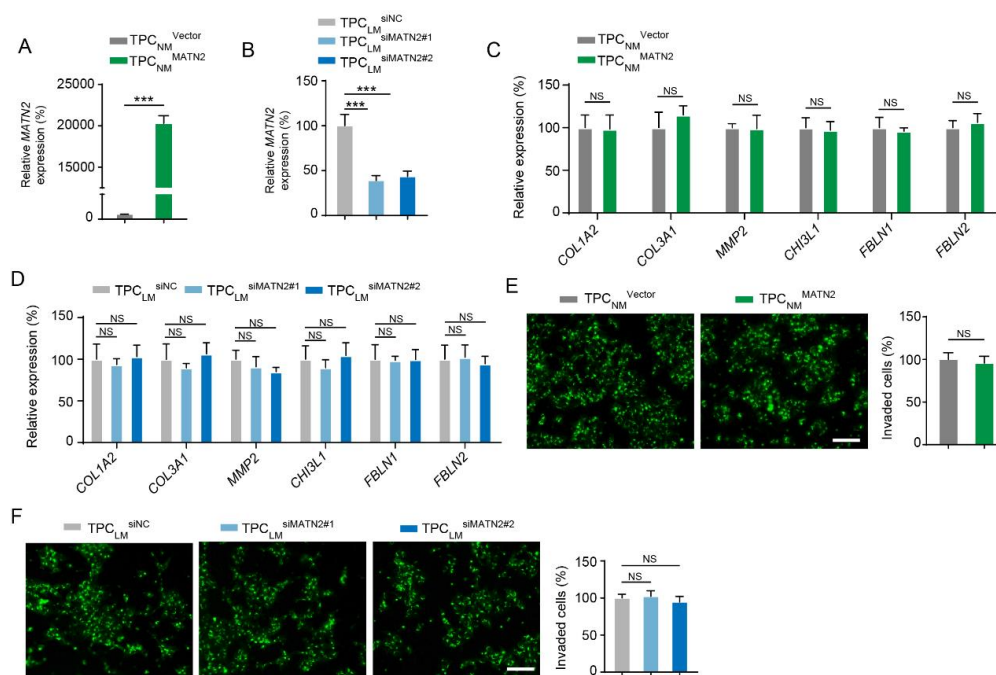 A
TPC_NM^Vector
TPC_NM^MATN2
Relative MATN2
expression (%)
25000
20000
15000
0
***
B
TPC_LM^siNC
TPC_LM^siMATN2#1
TPC_LM^siMATN2#2
Relative MATN2
expression (%)
150
100
50
0
***
***
C
TPC_NM^Vector
TPC_NM^MATN2
Relative expression (%)
150
100
50
0
NS NS NS NS NS NS
COL1A2 COL3A1 MMP2 CHI3L1 FBLN1 FBLN2
D
TPC_LM^siNC TPC_LM^siMATN2#1 TPC_LM^siMATN2#2
Relative expression (%)
150
100
50
0
NS NS NS NS NS NS
NS NS NS NS NS NS
COL1A2 COL3A1 MMP2 CHI3L1 FBLN1 FBLN2
E
TPC_NM^Vector TPC_NM^MATN2
Invaded cells (%)
150
100
50
0
NS
F
TPC_LM^siNC TPC_LM^siMATN2#1 TPC_LM^siMATN2#2
Invaded cells (%)
150
100
50
0
NS
NS